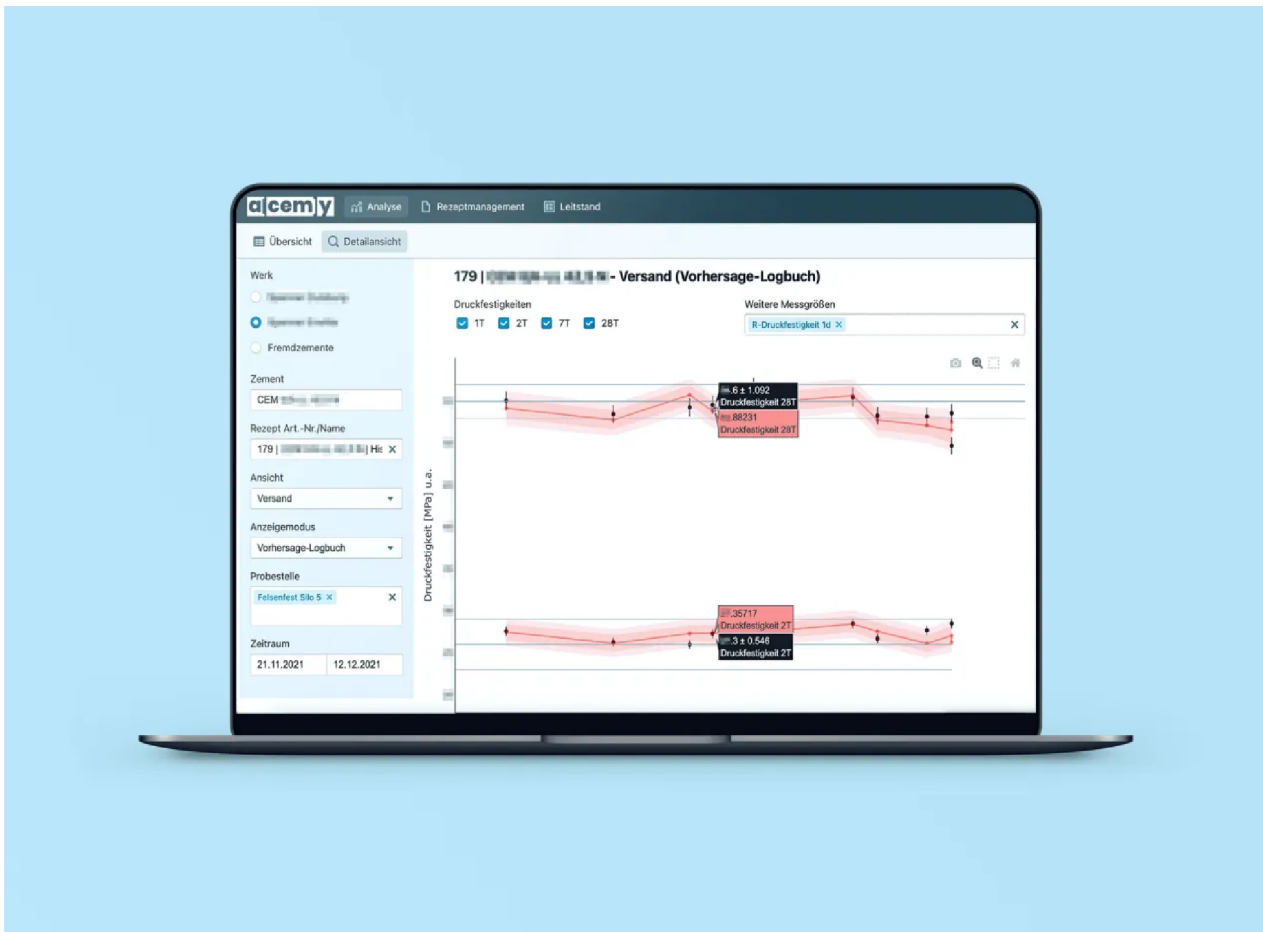 a|cem|y
Analyse
Rezeptmanagement
Leitstand
Übersicht
Detailansicht
Werk
Fremdzemente
Zement
CEM
Rezept Art.-Nr./Name
179 | | His
Ansicht
Versand
Anzeigemodus
Vorhersage-Logbuch
Probestelle
Felsenfest Silo 5
Zeitraum
21.11.2021 12.12.2021
179 | - Versand (Vorhersage-Logbuch)
Druckfestigkeiten
1T 2T 7T 28T
Weitere Messgrößen
R-Druckfestigkeit 1d
Druckfestigkeit [MPa] u.a.
.6 ± 1.092
Druckfestigkeit 28T
.88231
Druckfestigkeit 28T
.35717
Druckfestigkeit 2T
.3 ± 0.546
Druckfestigkeit 2T